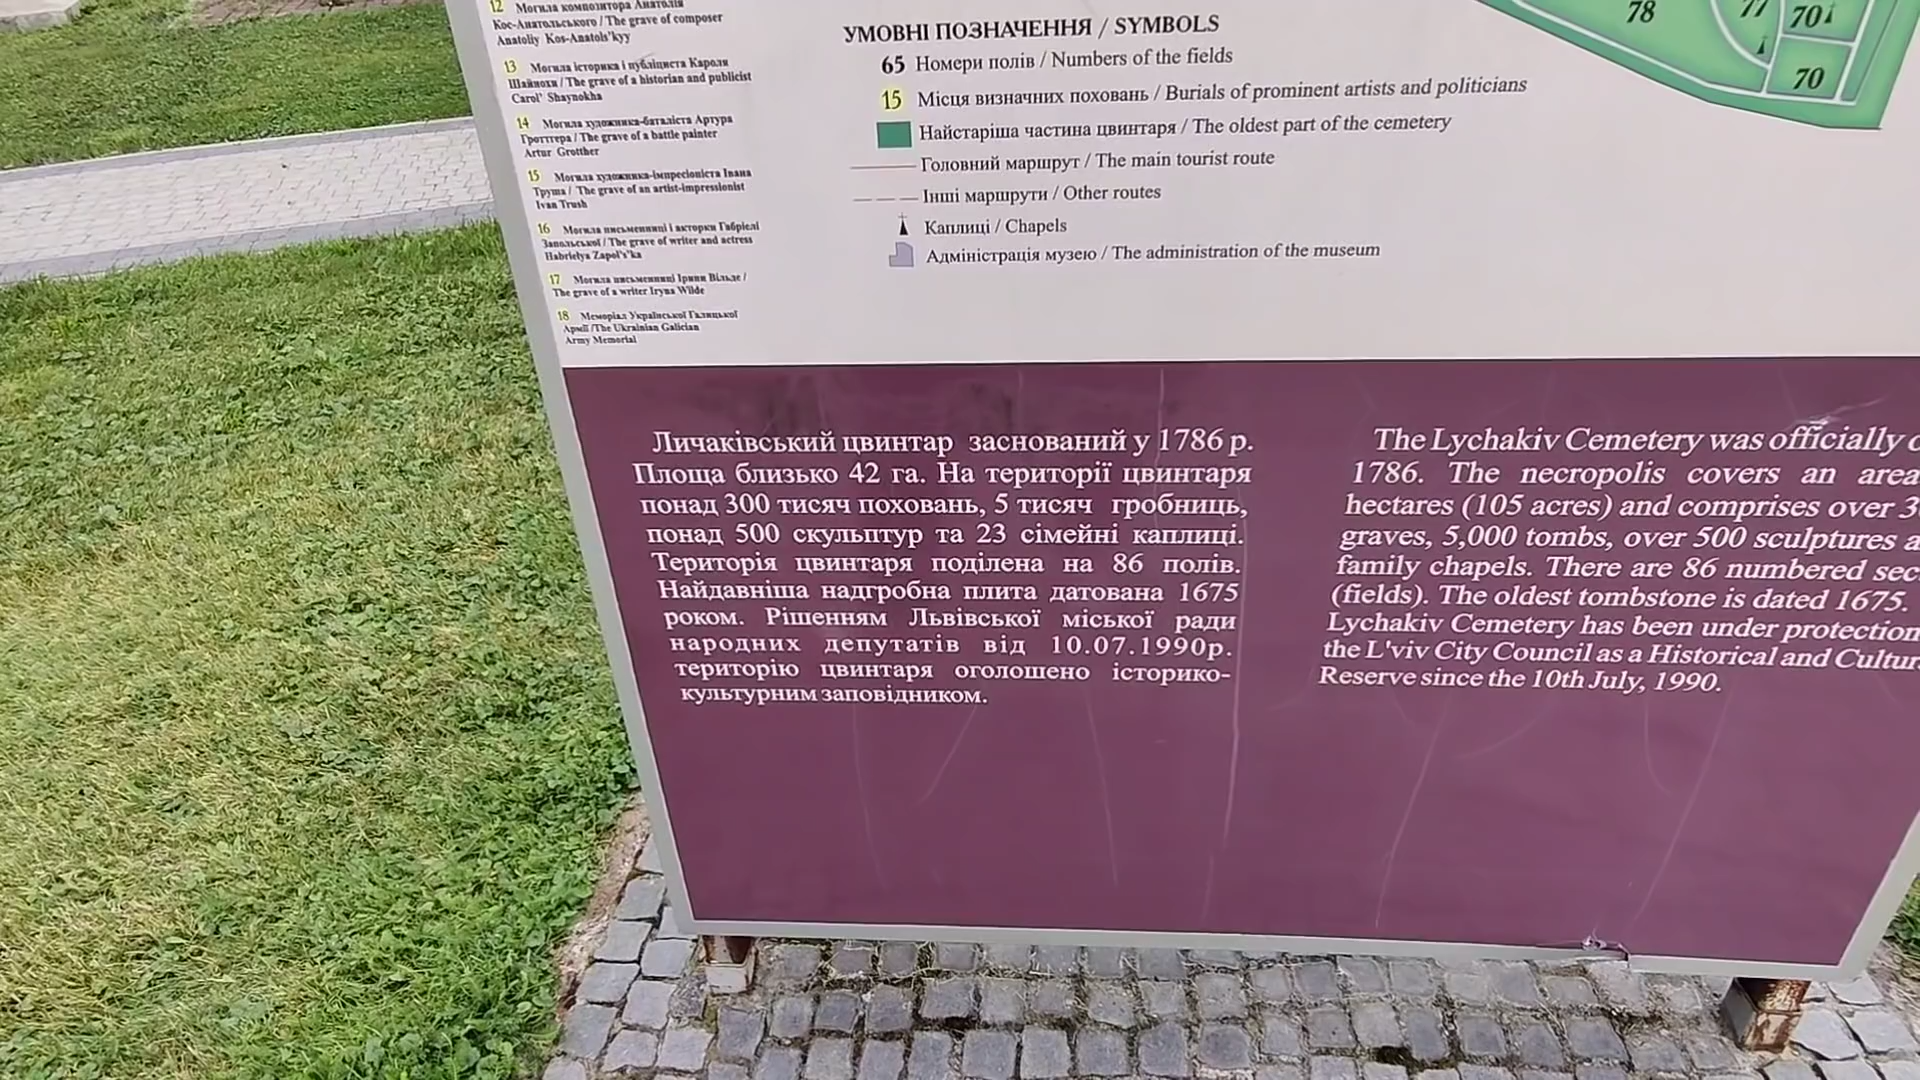 12 Могила композитора Анатолія
Кос-Анатольського / The grave of composer
Anatoliy Kos-Anatols'kyy
13 Могила історика і публіциста Кароля
Шайнохи / The grave of a historian and publicist
Carol' Shaynokha
14 Могила художника-баталіста Артура
Гроттгера / The grave of a battle painter
Artur Grotther
15 Могила художника-імпресіоніста Івана
Труша / The grave of an artist-impressionist
Ivan Trush
16 Могила письменниці і акторки Габрієлі
Запольської / The grave of writer and actress
Habrielya Zapol's'ka
17 Могила письменниці Ірини Вільде /
The grave of a writer Iryna Wilde
18 Меморіал Української Галицької
Армії /The Ukrainian Galician
Army Memorial
УМОВНІ ПОЗНАЧЕННЯ / SYMBOLS
65 Номери полів / Numbers of the fields
15 Місця визначних поховань / Burials of prominent artists and politicians
Найстаріша частина цвинтаря / The oldest part of the cemetery
Головний маршрут / The main tourist route
Інші маршрути / Other routes
Каплиці / Chapels
Адміністрація музею / The administration of the museum
78
77
70
70
Личаківський цвинтар заснований у 1786 р.
Площа близько 42 га. На території цвинтаря
понад 300 тисяч поховань, 5 тисяч гробниць,
понад 500 скульптур та 23 сімейні каплиці.
Територія цвинтаря поділена на 86 полів.
Найдавніша надгробна плита датована 1675
роком. Рішенням Львівської міської ради
народних депутатів від 10.07.1990р.
територію цвинтаря оголошено історико-
культурним заповідником.
The Lychakiv Cemetery was officially
1786. The necropolis covers an area
hectares (105 acres) and comprises over
graves, 5,000 tombs, over 500 sculptures
family chapels. There are 86 numbered
(fields). The oldest tombstone is dated 1675.
Lychakiv Cemetery has been under protection
the L'viv City Council as a Historical and
Reserve since the 10th July, 1990.